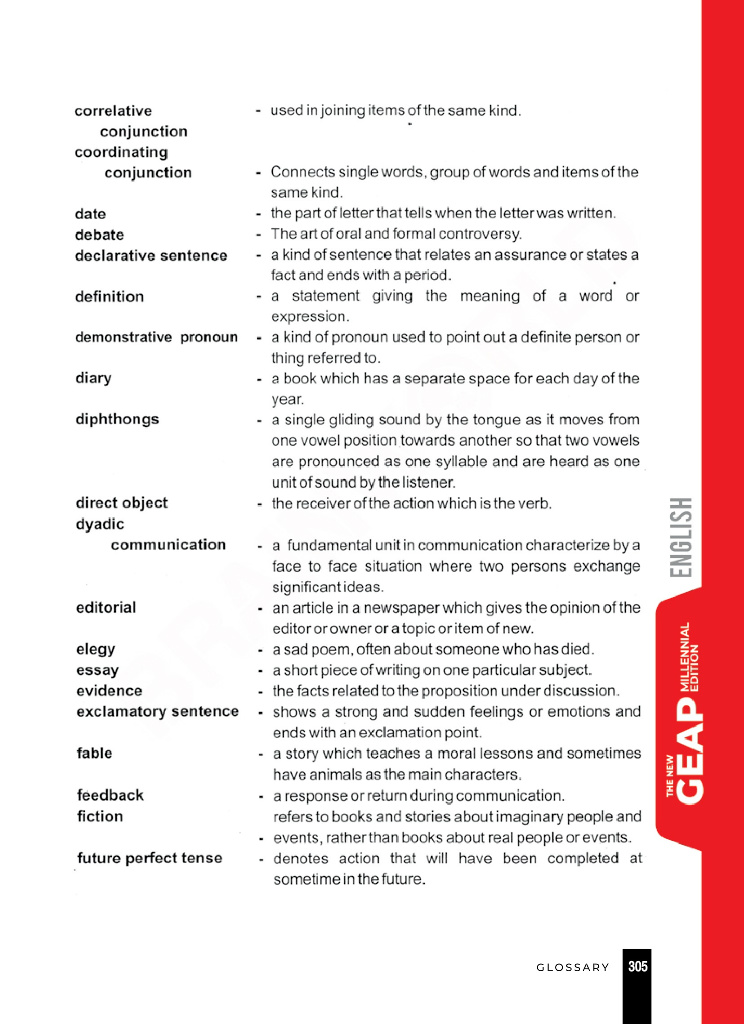 correlative - used in joining items of the same kind.
conjunction
coordinating
conjunction - Connects single words, group of words and items of the
same kind.
date - the part of letter that tells when the letter was written.
debate - The art of oral and formal controversy.
declarative sentence - a kind of sentence that relates an assurance or states a
fact and ends with a period.
definition - a statement giving the meaning of a word or
expression.
demonstrative pronoun - a kind of pronoun used to point out a definite person or
thing referred to.
diary - a book which has a separate space for each day of the
year.
diphthongs - a single gliding sound by the tongue as it moves from
one vowel position towards another so that two vowels
are pronounced as one syllable and are heard as one
unit of sound by the listener.
direct object - the receiver of the action which is the verb.
dyadic
communication - a fundamental unit in communication characterize by a
face to face situation where two persons exchange
significant ideas.
editorial - an article in a newspaper which gives the opinion of the
editor or owner or a topic or item of new.
elegy - a sad poem, often about someone who has died.
essay - a short piece of writing on one particular subject.
evidence - the facts related to the proposition under discussion.
exclamatory sentence - shows a strong and sudden feelings or emotions and
ends with an exclamation point.
fable - a story which teaches a moral lessons and sometimes
have animals as the main characters.
feedback - a response or return during communication.
fiction refers to books and stories about imaginary people and
- events, rather than books about real people or events.
future perfect tense - denotes action that will have been completed at
sometime in the future.
ENGLISH
THE NEW
GEAP
MILLENNIAL
EDITION
GLOSSARY 305